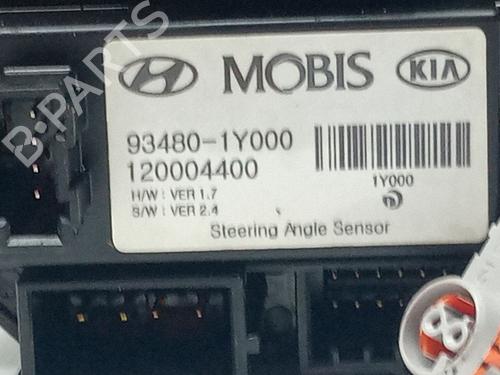 MOBIS KIA
93480-1Y000
120004400
1Y000
H/W : VER 1.7
S/W : VER 2.4
Steering Angle Sensor
B-PARTS